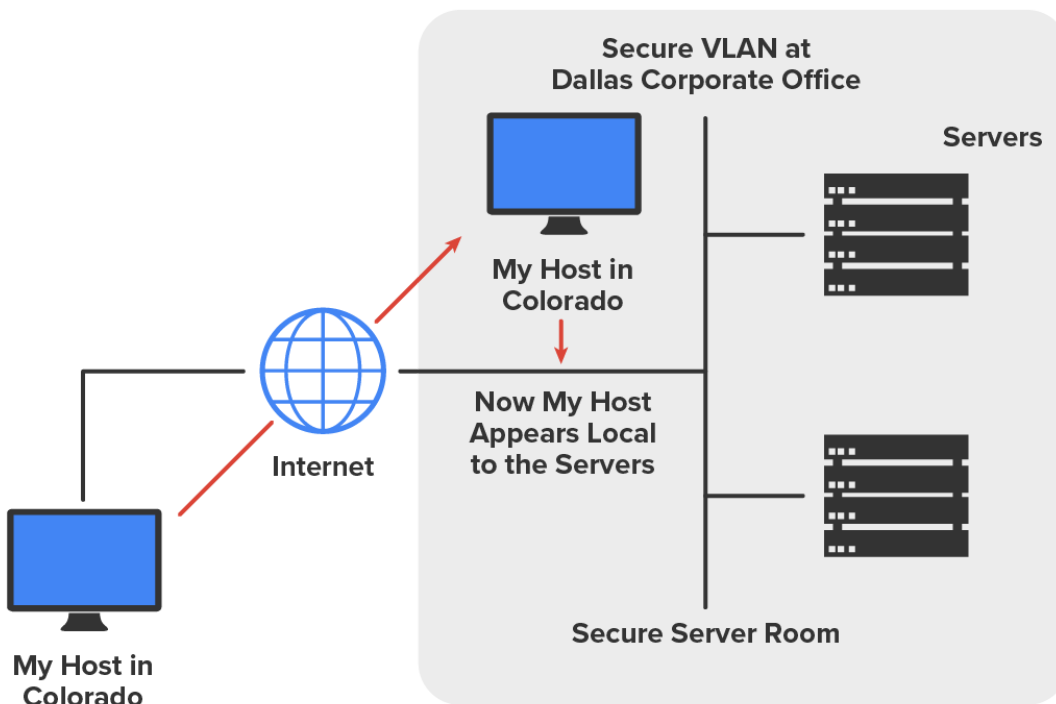 Secure VLAN at
Dallas Corporate Office
Servers
My Host in
Colorado
Now My Host
Appears Local
to the Servers
Internet
Secure Server Room
My Host in
Colorado